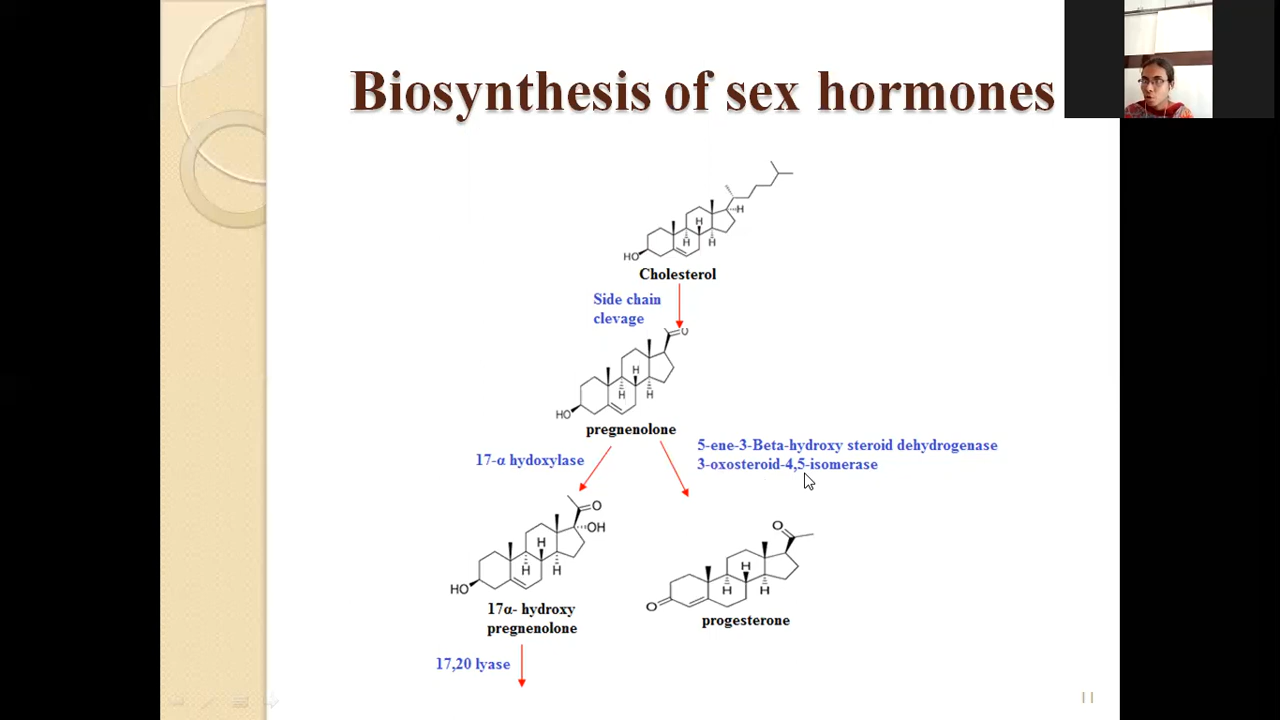 Biosynthesis of sex hormones
H
H
H
H
HO
Cholesterol
Side chain
clevage
O
H
H
H
HO
pregnenolone
17-α hydoxylase
5-ene-3-Beta-hydroxy steroid dehydrogenase
3-oxosteroid-4,5-isomerase
O
OH
H
H
H
HO
17α- hydroxy
pregnenolone
O
H
H
H
O
progesterone
17,20 lyase
11